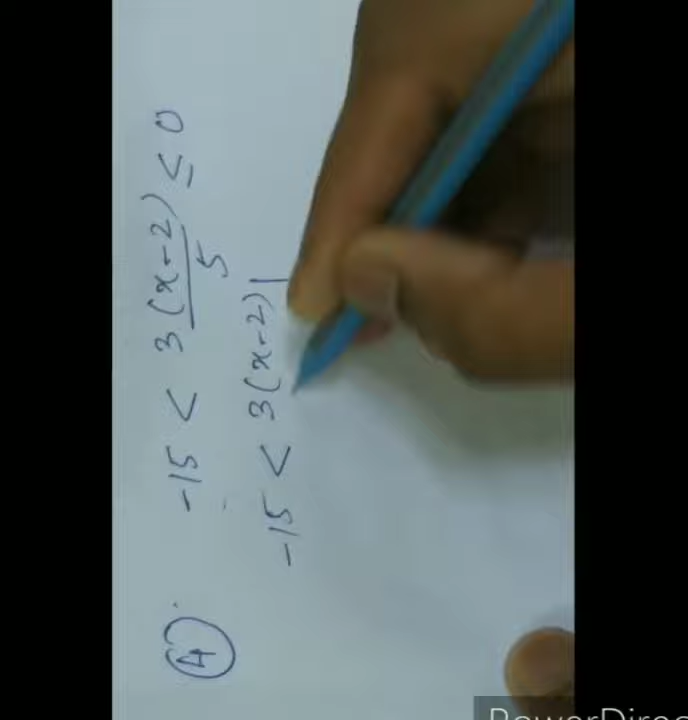 (4) -15 < 3(x-2)/5 ≤ 0
-15 < 3(x-2)